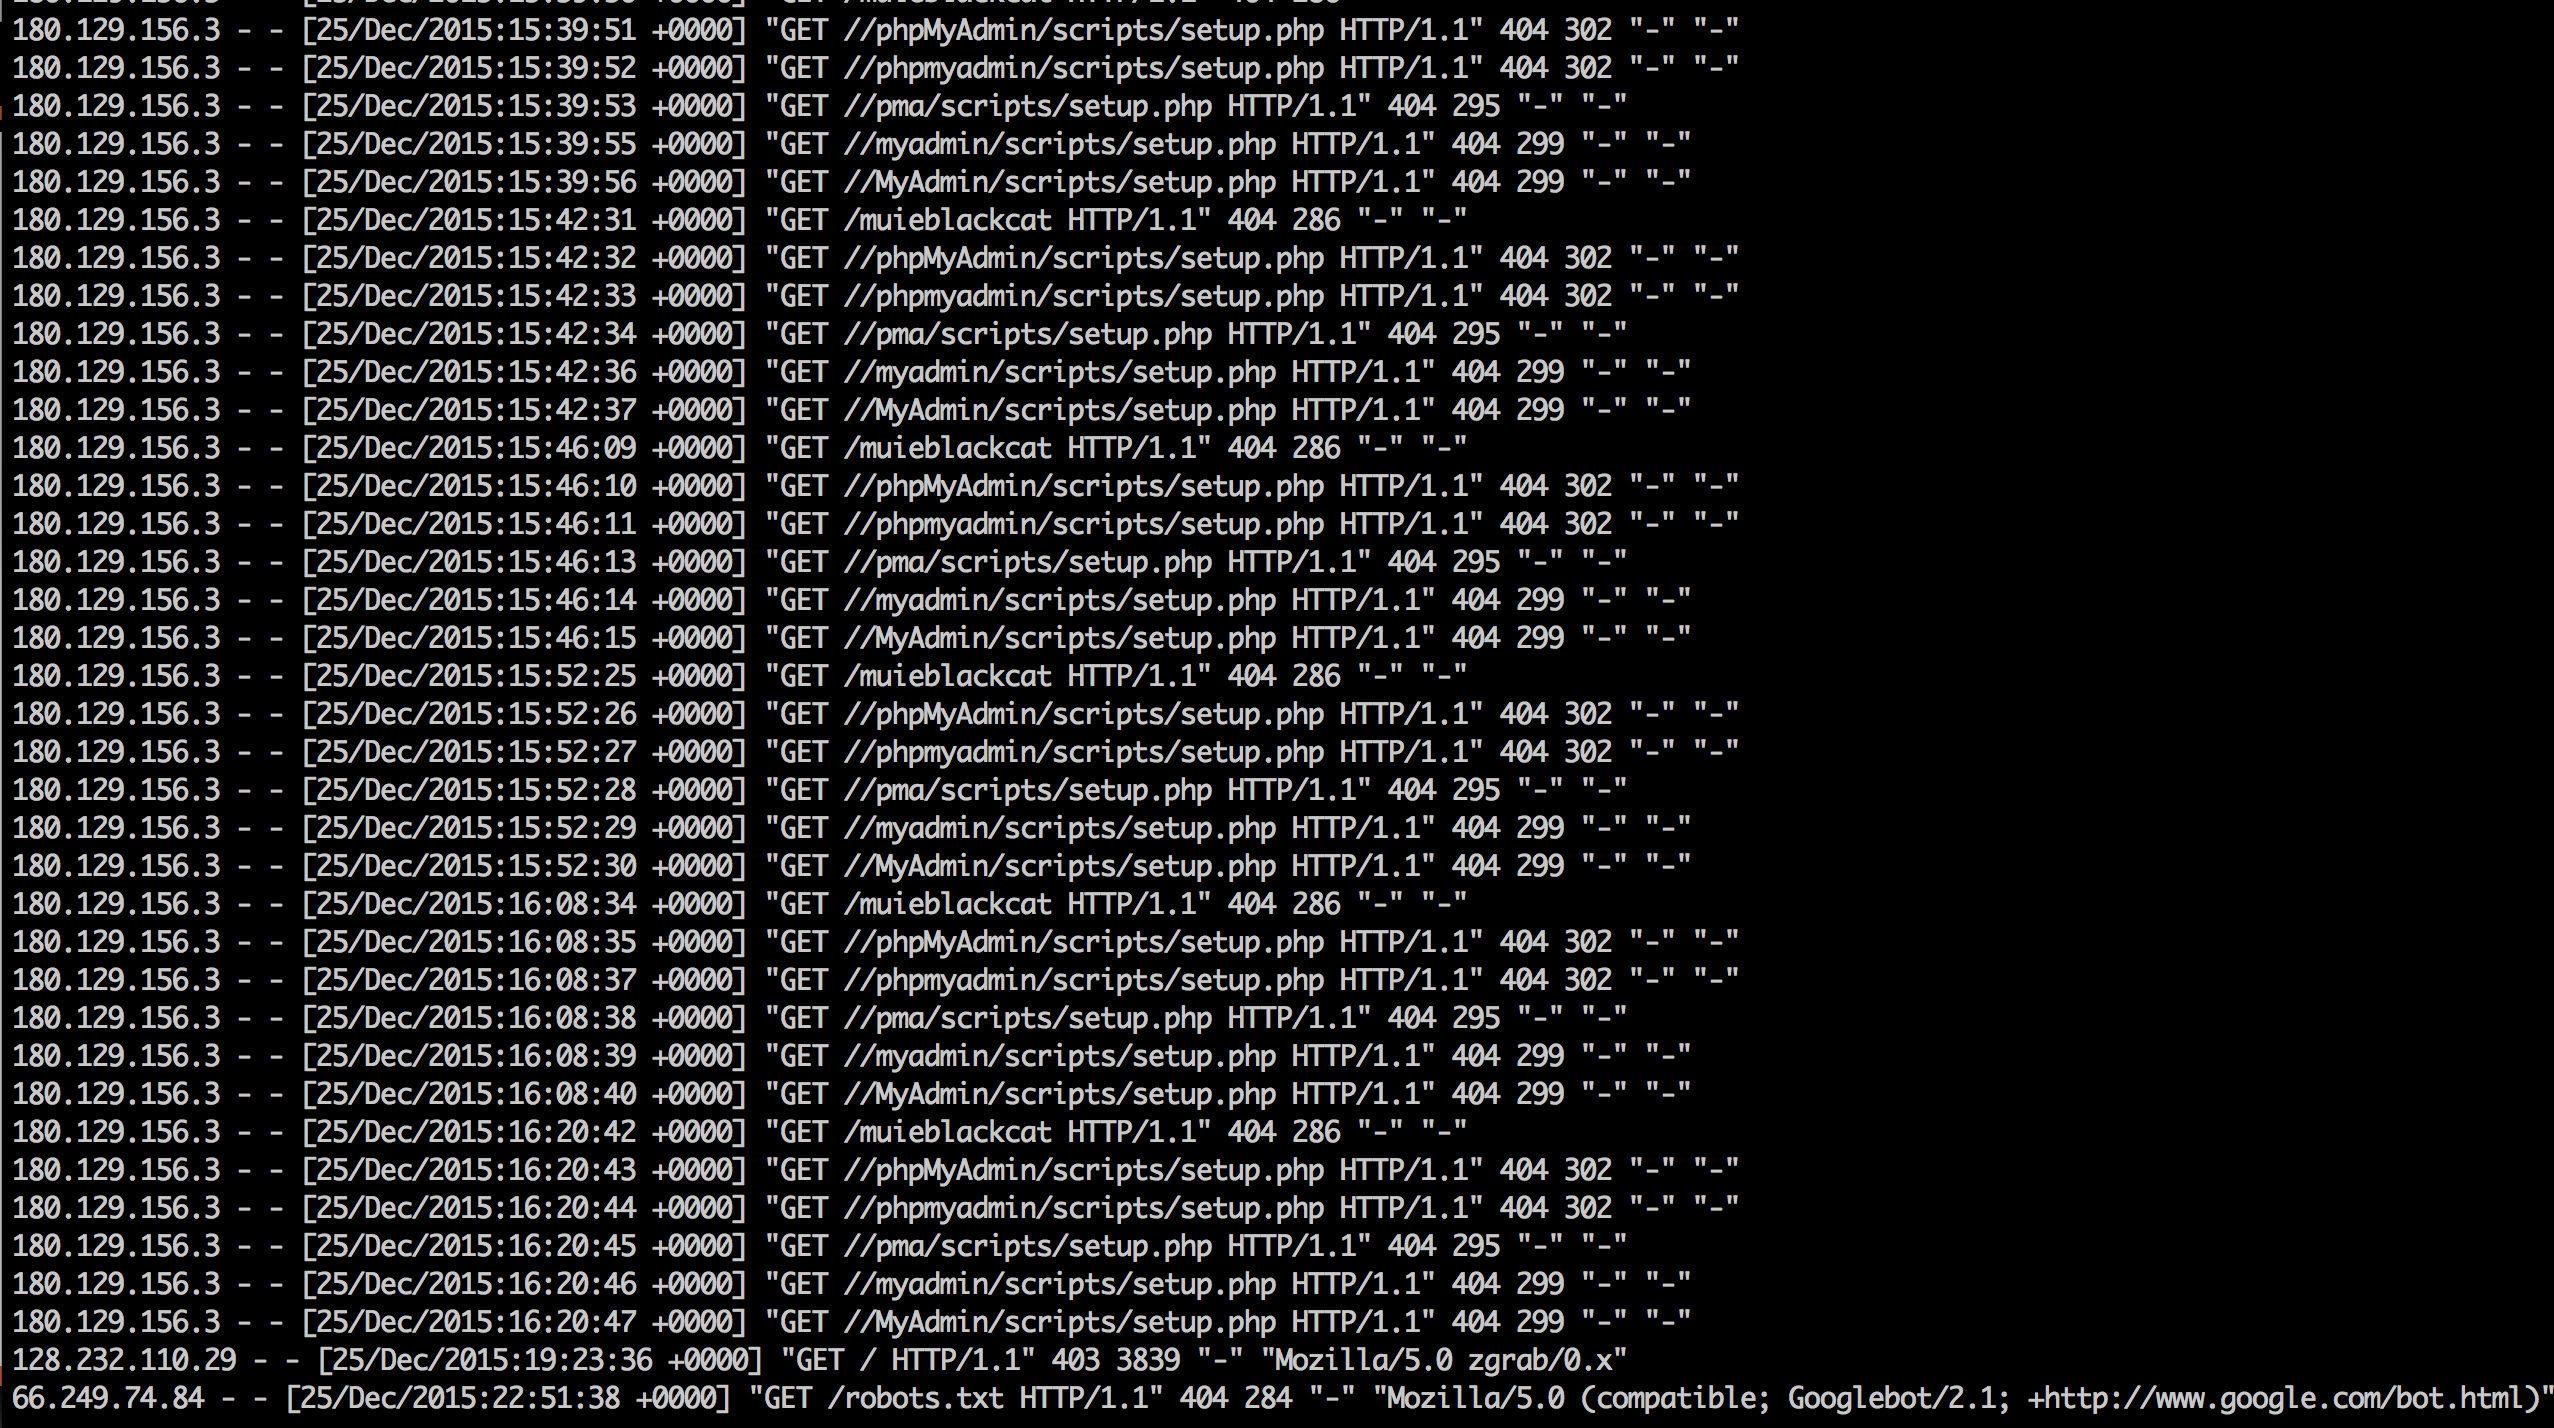 180.129.156.3 - - [25/Dec/2015:15:39:51 +0000] "GET //phpMyAdmin/scripts/setup.php HTTP/1.1" 404 302 "-" "-"
180.129.156.3 - - [25/Dec/2015:15:39:52 +0000] "GET //phpmyadmin/scripts/setup.php HTTP/1.1" 404 302 "-" "-"
180.129.156.3 - - [25/Dec/2015:15:39:53 +0000] "GET //pma/scripts/setup.php HTTP/1.1" 404 295 "-" "-"
180.129.156.3 - - [25/Dec/2015:15:39:55 +0000] "GET //myadmin/scripts/setup.php HTTP/1.1" 404 299 "-" "-"
180.129.156.3 - - [25/Dec/2015:15:39:56 +0000] "GET //MyAdmin/scripts/setup.php HTTP/1.1" 404 299 "-" "-"
180.129.156.3 - - [25/Dec/2015:15:42:31 +0000] "GET /muieblackcat HTTP/1.1" 404 286 "-" "-"
180.129.156.3 - - [25/Dec/2015:15:42:32 +0000] "GET //phpMyAdmin/scripts/setup.php HTTP/1.1" 404 302 "-" "-"
180.129.156.3 - - [25/Dec/2015:15:42:33 +0000] "GET //phpmyadmin/scripts/setup.php HTTP/1.1" 404 302 "-" "-"
180.129.156.3 - - [25/Dec/2015:15:42:34 +0000] "GET //pma/scripts/setup.php HTTP/1.1" 404 295 "-" "-"
180.129.156.3 - - [25/Dec/2015:15:42:36 +0000] "GET //myadmin/scripts/setup.php HTTP/1.1" 404 299 "-" "-"
180.129.156.3 - - [25/Dec/2015:15:42:37 +0000] "GET //MyAdmin/scripts/setup.php HTTP/1.1" 404 299 "-" "-"
180.129.156.3 - - [25/Dec/2015:15:46:09 +0000] "GET /muieblackcat HTTP/1.1" 404 286 "-" "-"
180.129.156.3 - - [25/Dec/2015:15:46:10 +0000] "GET //phpMyAdmin/scripts/setup.php HTTP/1.1" 404 302 "-" "-"
180.129.156.3 - - [25/Dec/2015:15:46:11 +0000] "GET //phpmyadmin/scripts/setup.php HTTP/1.1" 404 302 "-" "-"
180.129.156.3 - - [25/Dec/2015:15:46:13 +0000] "GET //pma/scripts/setup.php HTTP/1.1" 404 295 "-" "-"
180.129.156.3 - - [25/Dec/2015:15:46:14 +0000] "GET //myadmin/scripts/setup.php HTTP/1.1" 404 299 "-" "-"
180.129.156.3 - - [25/Dec/2015:15:46:15 +0000] "GET //MyAdmin/scripts/setup.php HTTP/1.1" 404 299 "-" "-"
180.129.156.3 - - [25/Dec/2015:15:52:25 +0000] "GET /muieblackcat HTTP/1.1" 404 286 "-" "-"
180.129.156.3 - - [25/Dec/2015:15:52:26 +0000] "GET //phpMyAdmin/scripts/setup.php HTTP/1.1" 404 302 "-" "-"
180.129.156.3 - - [25/Dec/2015:15:52:27 +0000] "GET //phpmyadmin/scripts/setup.php HTTP/1.1" 404 302 "-" "-"
180.129.156.3 - - [25/Dec/2015:15:52:28 +0000] "GET //pma/scripts/setup.php HTTP/1.1" 404 295 "-" "-"
180.129.156.3 - - [25/Dec/2015:15:52:29 +0000] "GET //myadmin/scripts/setup.php HTTP/1.1" 404 299 "-" "-"
180.129.156.3 - - [25/Dec/2015:15:52:30 +0000] "GET //MyAdmin/scripts/setup.php HTTP/1.1" 404 299 "-" "-"
180.129.156.3 - - [25/Dec/2015:16:08:34 +0000] "GET /muieblackcat HTTP/1.1" 404 286 "-" "-"
180.129.156.3 - - [25/Dec/2015:16:08:35 +0000] "GET //phpMyAdmin/scripts/setup.php HTTP/1.1" 404 302 "-" "-"
180.129.156.3 - - [25/Dec/2015:16:08:37 +0000] "GET //phpmyadmin/scripts/setup.php HTTP/1.1" 404 302 "-" "-"
180.129.156.3 - - [25/Dec/2015:16:08:38 +0000] "GET //pma/scripts/setup.php HTTP/1.1" 404 295 "-" "-"
180.129.156.3 - - [25/Dec/2015:16:08:39 +0000] "GET //myadmin/scripts/setup.php HTTP/1.1" 404 299 "-" "-"
180.129.156.3 - - [25/Dec/2015:16:08:40 +0000] "GET //MyAdmin/scripts/setup.php HTTP/1.1" 404 299 "-" "-"
180.129.156.3 - - [25/Dec/2015:16:20:42 +0000] "GET /muieblackcat HTTP/1.1" 404 286 "-" "-"
180.129.156.3 - - [25/Dec/2015:16:20:43 +0000] "GET //phpMyAdmin/scripts/setup.php HTTP/1.1" 404 302 "-" "-"
180.129.156.3 - - [25/Dec/2015:16:20:44 +0000] "GET //phpmyadmin/scripts/setup.php HTTP/1.1" 404 302 "-" "-"
180.129.156.3 - - [25/Dec/2015:16:20:45 +0000] "GET //pma/scripts/setup.php HTTP/1.1" 404 295 "-" "-"
180.129.156.3 - - [25/Dec/2015:16:20:46 +0000] "GET //myadmin/scripts/setup.php HTTP/1.1" 404 299 "-" "-"
180.129.156.3 - - [25/Dec/2015:16:20:47 +0000] "GET //MyAdmin/scripts/setup.php HTTP/1.1" 404 299 "-" "-"
128.232.110.29 - - [25/Dec/2015:19:23:36 +0000] "GET / HTTP/1.1" 403 3839 "-" "Mozilla/5.0 zgrab/0.x"
66.249.74.84 - - [25/Dec/2015:22:51:38 +0000] "GET /robots.txt HTTP/1.1" 404 284 "-" "Mozilla/5.0 (compatible; Googlebot/2.1; +http://www.google.com/bot.html)"